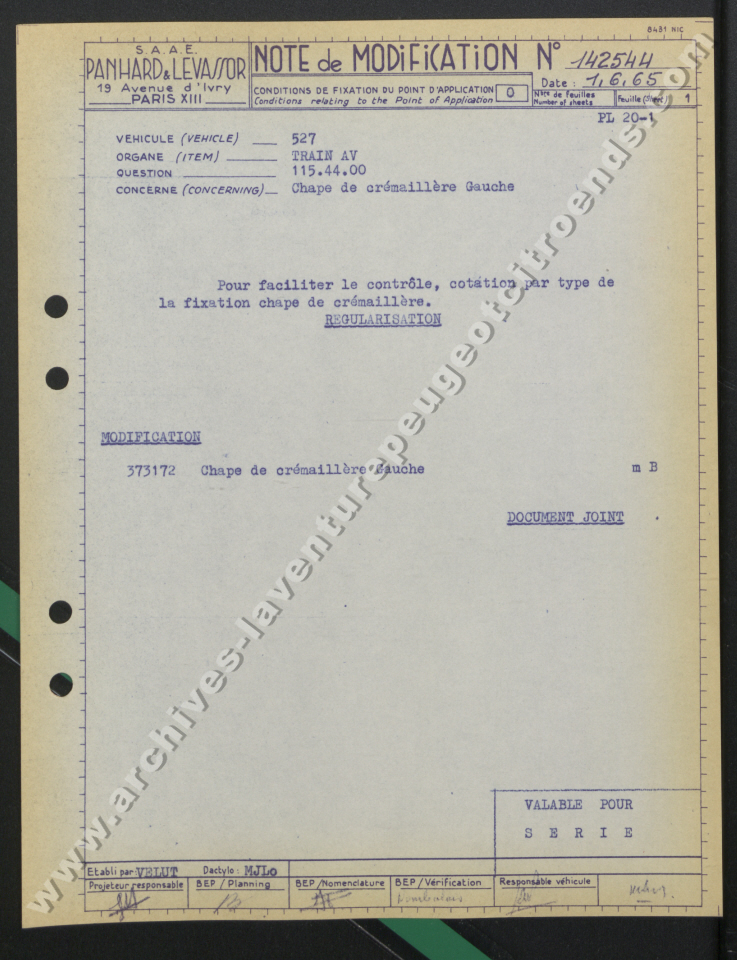 8431 NIC
S.A.A.E.
PANHARD & LEVASSOR
19 Avenue d'Ivry
PARIS XIII
NOTE de MODiFiCATiON N° 142544
Date : 1.6.65
CONDITIONS DE FIXATION DU POINT D'APPLICATION
Conditions relating to the Point of Application
0
Nbre de Feuilles
Number of sheets
Feuille (Sheet) 1
PL 20-1
VEHICULE (VEHICLE) 527
ORGANE (ITEM) TRAIN AV
QUESTION 115.44.00
CONCERNE (CONCERNING) Chape de crémaillère Gauche
Pour faciliter le contrôle, cotation par type de
la fixation chape de crémaillère.
REGULARISATION
MODIFICATION
373172 Chape de crémaillère Gauche m B
DOCUMENT JOINT .
VALABLE POUR
S E R I E
Etabli par VELUT Dactylo: MJLo
Projeteur responsable
BEP / Planning
BEP / Nomenclature
BEP / Vérification
Responsable véhicule
www.archives-laventurepeugeotcitroends.com